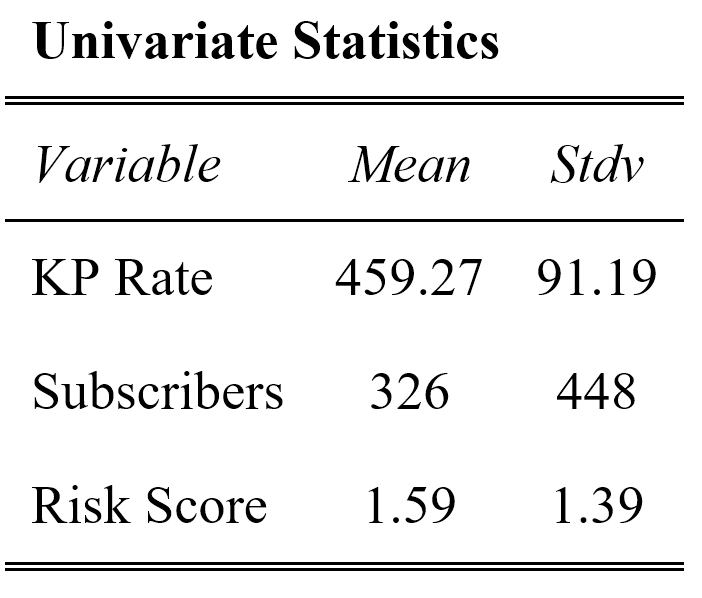 Univariate Statistics
Variable Mean Stdv
KP Rate 459.27 91.19
Subscribers 326 448
Risk Score 1.59 1.39